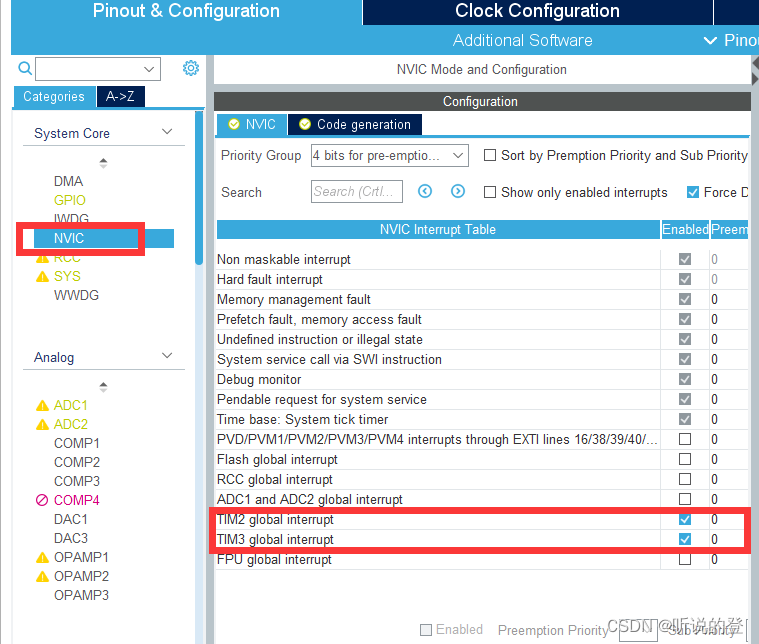 Pinout & Configuration
Clock Configuration
Additional Software
Pino
Categories
A->Z
System Core
DMA
GPIO
IWDG
NVIC
RCC
SYS
WWDG
Analog
ADC1
ADC2
COMP1
COMP2
COMP3
COMP4
DAC1
DAC3
OPAMP1
OPAMP2
OPAMP3
NVIC Mode and Configuration
Configuration
NVIC
Code generation
Priority Group 4 bits for pre-emptio... Sort by Premption Priority and Sub Priority
Search Search (Crtl... Show only enabled interrupts Force D
NVIC Interrupt Table Enabled Preem
Non maskable interrupt 0
Hard fault interrupt 0
Memory management fault 0
Prefetch fault, memory access fault 0
Undefined instruction or illegal state 0
System service call via SWI instruction 0
Debug monitor 0
Pendable request for system service 0
Time base: System tick timer 0
PVD/PVM1/PVM2/PVM3/PVM4 interrupts through EXTI lines 16/38/39/40/... 0
Flash global interrupt 0
RCC global interrupt 0
ADC1 and ADC2 global interrupt 0
TIM2 global interrupt 0
TIM3 global interrupt 0
FPU global interrupt 0
Enabled Preemption Priority Sub Priority
CSDN @听说的登